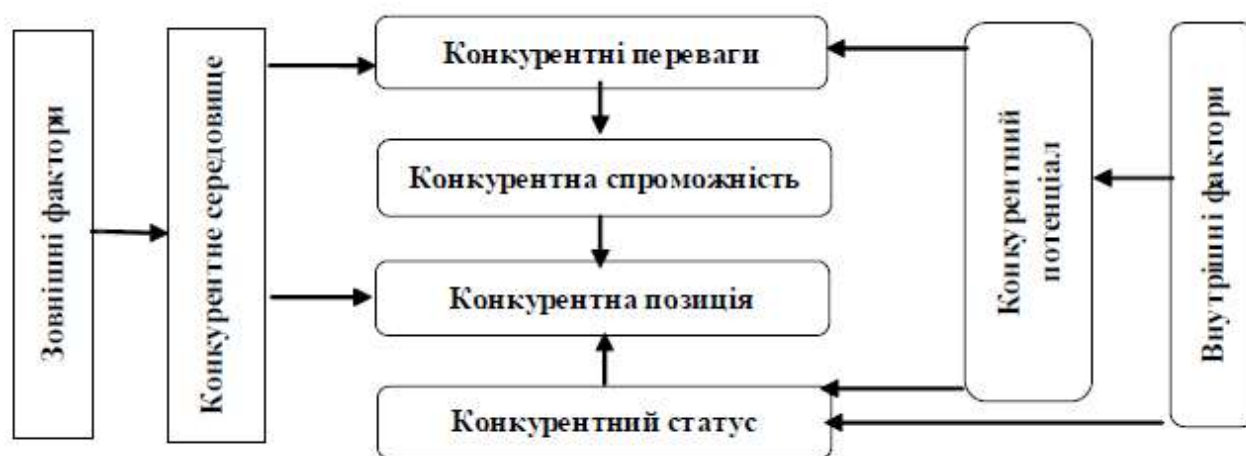 Зовнішні фактори
Конкурентне середовище
Конкурентні переваги
Конкурентна спроможність
Конкурентна позиція
Конкурентний статус
Конкурентний
потенціал
Внутрішні фактори